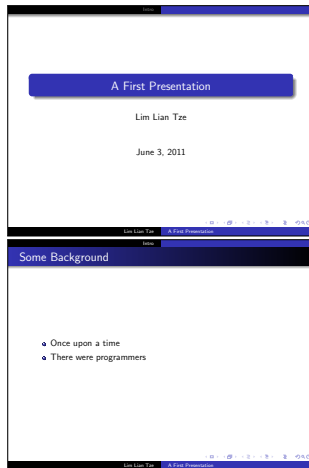 Intro
A First Presentation
Lim Lian Tze
June 3, 2011
Lim Lian Tze A First Presentation
Intro
Some Background
Once upon a time
There were programmers
Lim Lian Tze A First Presentation